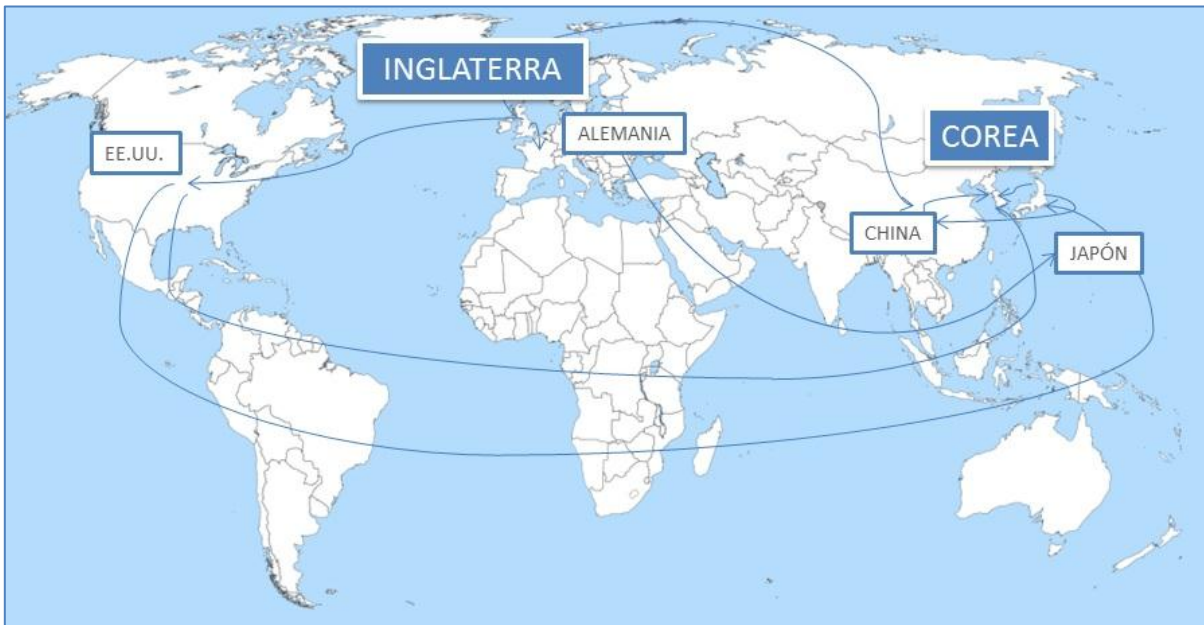 INGLATERRA
ALEMANIA
COREA
EE.UU.
CHINA
JAPÓN